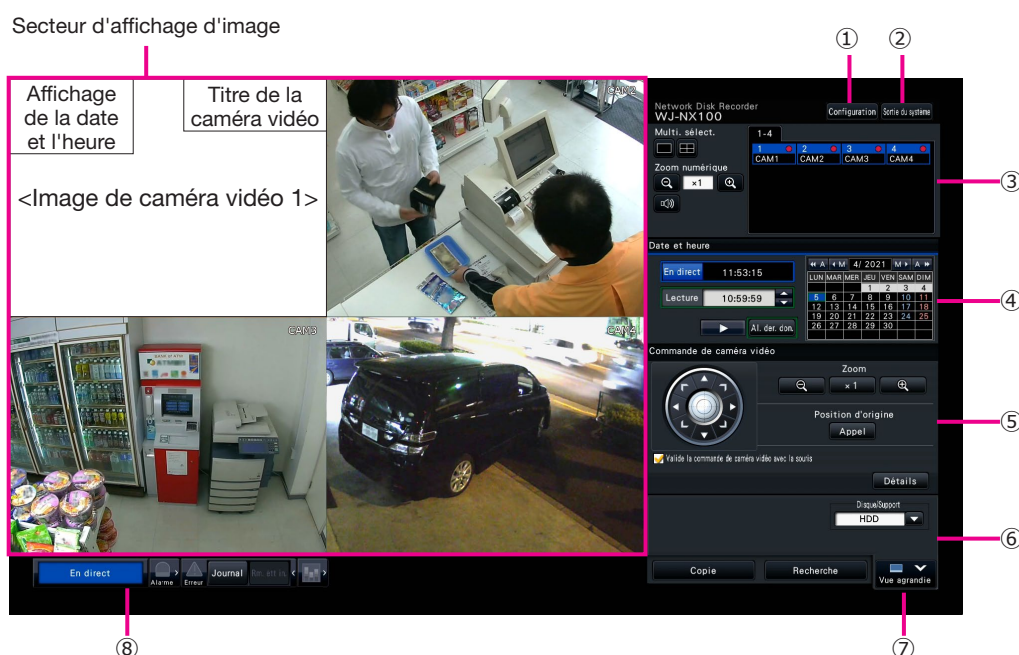 Secteur d'affichage d'image
① ②
Affichage de la date et l'heure
Titre de la caméra vidéo
<Image de caméra vidéo 1>
CAM2
CAM3
CAM4
Network Disk Recorder
WJ-NX100
Configuration
Sortie du système
Multi. sélect.
1-4
1 2 3 4
CAM1 CAM2 CAM3 CAM4
Zoom numérique
×1
③
Date et heure
En direct 11:53:15
Lecture 10:59:59
Al. der. don.
A M 4/ 2021 M A
LUN MAR MER JEU VEN SAM DIM
1 2 3 4
5 6 7 8 9 10 11
12 13 14 15 16 17 18
19 20 21 22 23 24 25
26 27 28 29 30
④
Commande de caméra vidéo
Zoom
×1
Position d'origine
Appel
⑤
Valide la commande de caméra vidéo avec la souris
Détails
Disque/Support
HDD
⑥
Copie
Recherche
Vue agrandie
En direct
Alarme
Erreur
Journal
⑧ ⑦